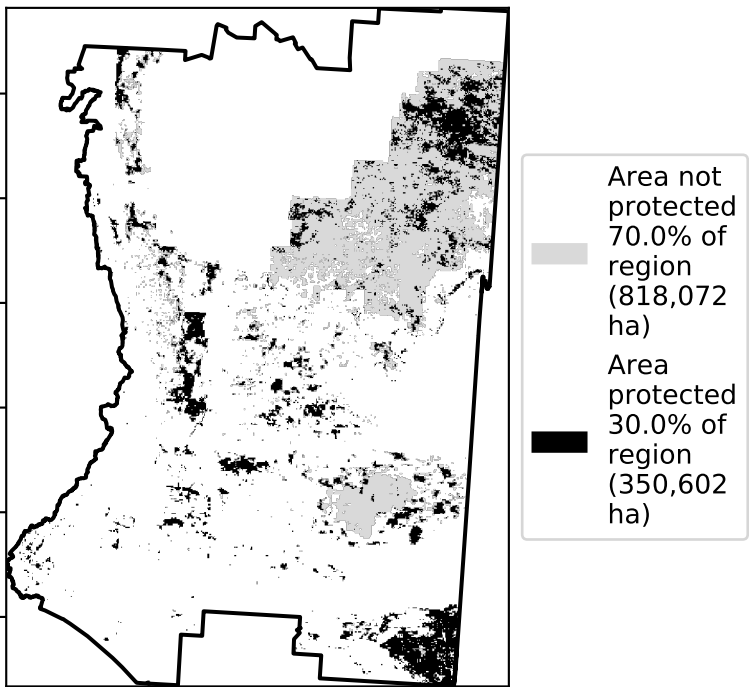 Area not
protected
70.0% of
region
(818,072
ha)
Area
protected
30.0% of
region
(350,602
ha)